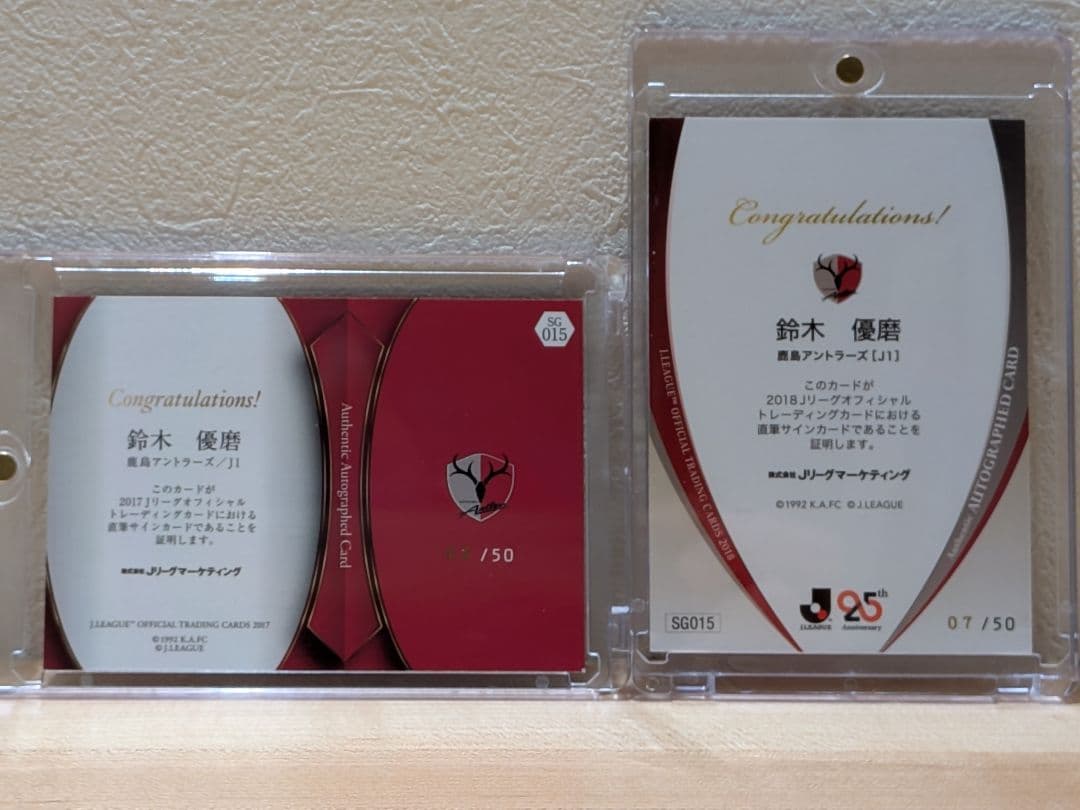 SG
015
Congratulations!
鈴木 優磨
鹿島アントラーズ/J1
このカードが
2017 Jリーグオフィシャル
トレーディングカードにおける
直筆サインカードであることを
証明します。
株式会社 Jリーグマーケティング
J.LEAGUE™ OFFICIAL TRADING CARDS 2017
© 1992 K.A.FC
© J.LEAGUE
Authentic Autographed Card
/50
Congratulations!
鈴木 優磨
鹿島アントラーズ [J1]
このカードが
2018 Jリーグオフィシャル
トレーディングカードにおける
直筆サインカードであることを
証明します。
株式会社 Jリーグマーケティング
©1992 K.A.FC © J.LEAGUE
J.LEAGUE™ OFFICIAL TRADING CARDS 2018
Authentic AUTOGRAPHED CARD
J.LEAGUE
25th
Anniversary
SG015
07/50